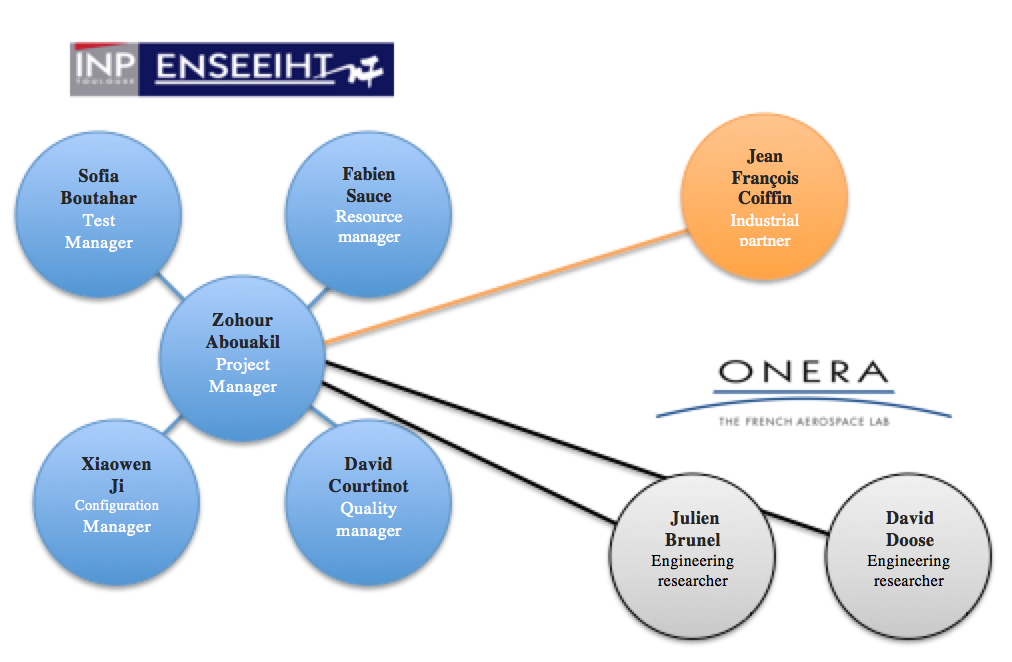 INP ENSEEIHT
TOULOUSE
Sofia
Boutahar
Test
Manager
Fabien
Sauce
Resource
manager
Jean
François
Coiffin
Industrial
partner
Zohour
Abouakil
Project
Manager
ONERA
THE FRENCH AEROSPACE LAB
Xiaowen
Ji
Configuration
Manager
David
Courtinot
Quality
manager
Julien
Brunel
Engineering
researcher
David
Doose
Engineering
researcher